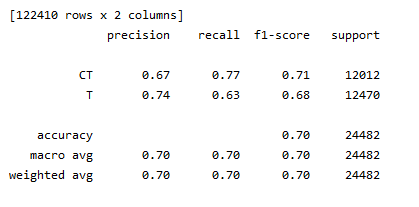 [122410 rows x 2 columns]
precision recall f1-score support
CT 0.67 0.77 0.71 12012
T 0.74 0.63 0.68 12470
accuracy 0.70 24482
macro avg 0.70 0.70 0.70 24482
weighted avg 0.70 0.70 0.70 24482